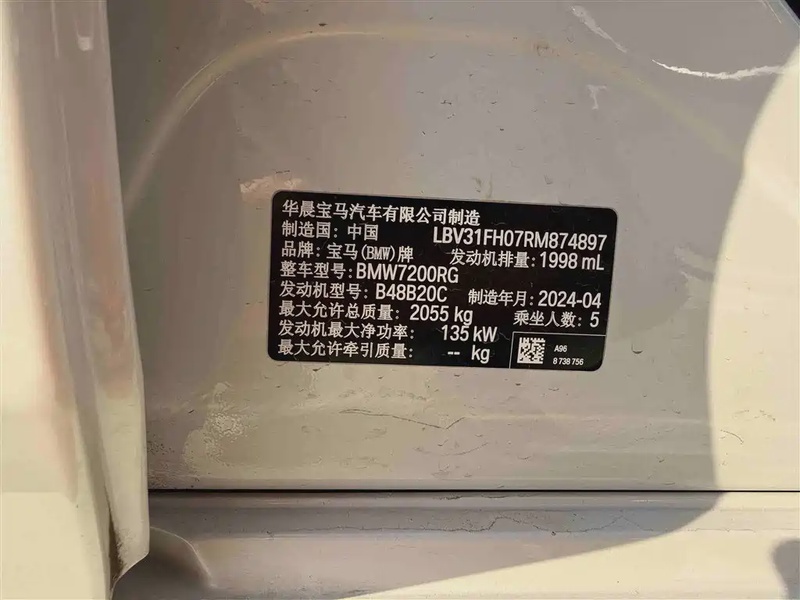 华晨宝马汽车有限公司制造
制造国: 中国 LBV31FH07RM874897
品牌: 宝马(BMW)牌 发动机排量: 1998 mL
整车型号: BMW7200RG
发动机型号: B48B20C 制造年月: 2024-04
最大允许总质量: 2055 kg 乘坐人数: 5
发动机最大净功率: 135 kW
最大允许牵引质量: -- kg
A96
8 738 756